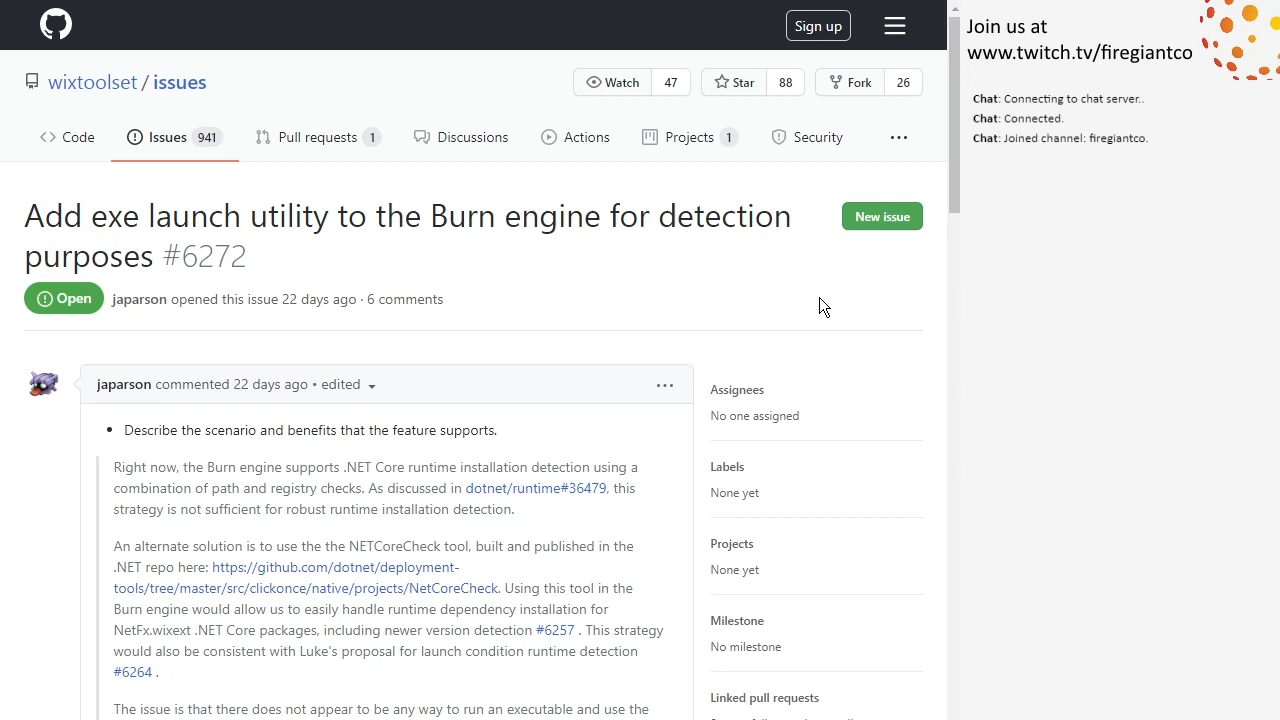 Sign up
Join us at
www.twitch.tv/firegiantco
wixtoolset / issues
Watch 47
Star 88
Fork 26
Chat: Connecting to chat server..
Chat: Connected.
Chat: Joined channel: firegiantco.
Code
Issues 941
Pull requests 1
Discussions
Actions
Projects 1
Security
Add exe launch utility to the Burn engine for detection
purposes #6272
New issue
Open
japarson opened this issue 22 days ago · 6 comments
japarson commented 22 days ago • edited
• Describe the scenario and benefits that the feature supports.
Right now, the Burn engine supports .NET Core runtime installation detection using a
combination of path and registry checks. As discussed in dotnet/runtime#36479, this
strategy is not sufficient for robust runtime installation detection.
An alternate solution is to use the the NETCoreCheck tool, built and published in the
.NET repo here: https://github.com/dotnet/deployment-
tools/tree/master/src/clickonce/native/projects/NetCoreCheck. Using this tool in the
Burn engine would allow us to easily handle runtime dependency installation for
NetFx.wixext .NET Core packages, including newer version detection #6257 . This strategy
would also be consistent with Luke's proposal for launch condition runtime detection
#6264 .
The issue is that there does not appear to be any way to run an executable and use the
Assignees
No one assigned
Labels
None yet
Projects
None yet
Milestone
No milestone
Linked pull requests